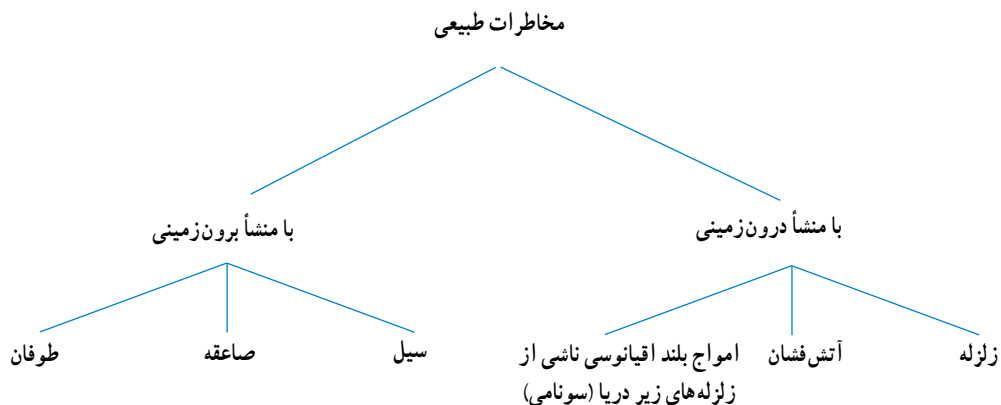 مخاطرات طبیعی
با منشأ درون‌زمینی
با منشأ برون‌زمینی
زلزله
آتش‌فشان
امواج بلند اقیانوسی ناشی از
زلزله‌های زیر دریا (سونامی)
سیل
صاعقه
طوفان